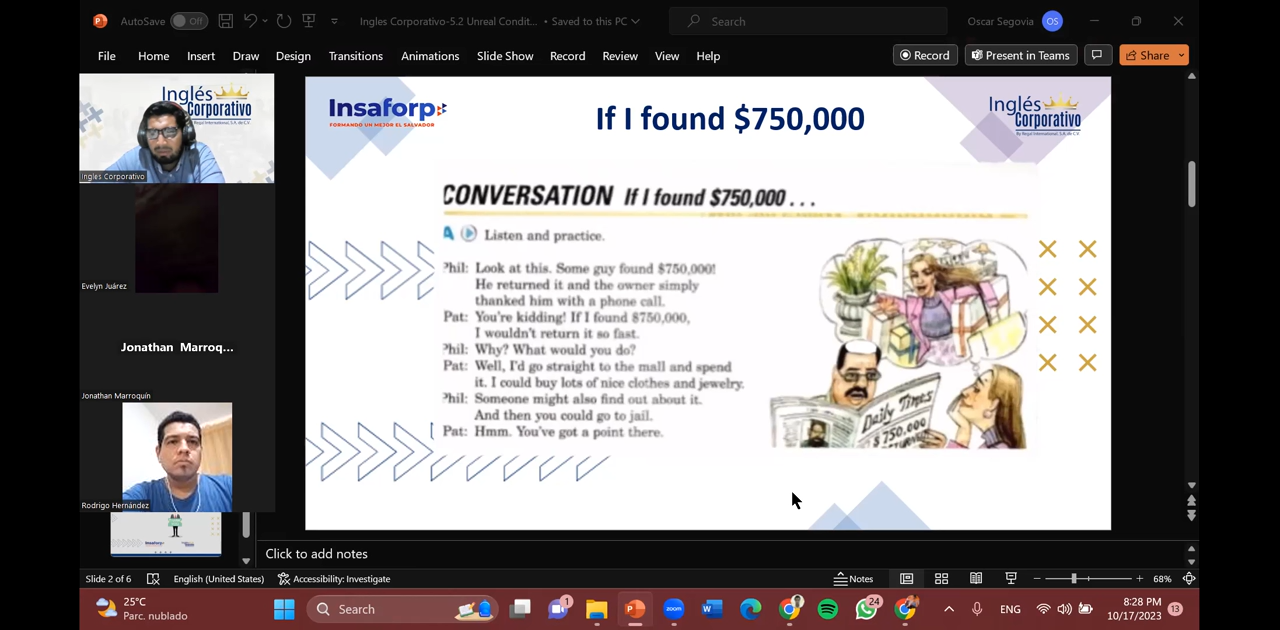 AutoSave Off Ingles Corporativo-5.2 Unreal Condit... • Saved to this PC Search Oscar Segovia OS
File Home Insert Draw Design Transitions Animations Slide Show Record Review View Help Record Present in Teams Share
Inglés
Corporativo
Inglés Corporativo
Evelyn Juárez
Jonathan Marroq...
Jonathan Marroquín
Rodrigo Hernández
Insaforp
FORMANDO UN MEJOR EL SALVADOR
If I found $750,000
Inglés
Corporativo
By Regal International, S.A. de C.V.
CONVERSATION If I found $750,000 . . .
A Listen and practice.
Phil: Look at this. Some guy found $750,000!
He returned it and the owner simply
thanked him with a phone call.
Pat: You're kidding! If I found $750,000,
I wouldn't return it so fast.
Phil: Why? What would you do?
Pat: Well, I'd go straight to the mall and spend
it. I could buy lots of nice clothes and jewelry.
Phil: Someone might also find out about it.
And then you could go to jail.
Pat: Hmm. You've got a point there.
Daily Times
$750,000
Click to add notes
Slide 2 of 6 English (United States) Accessibility: Investigate Notes 68%
25°C
Parc. nublado
Search
1
zoom
24
ENG
8:28 PM
10/17/2023
13